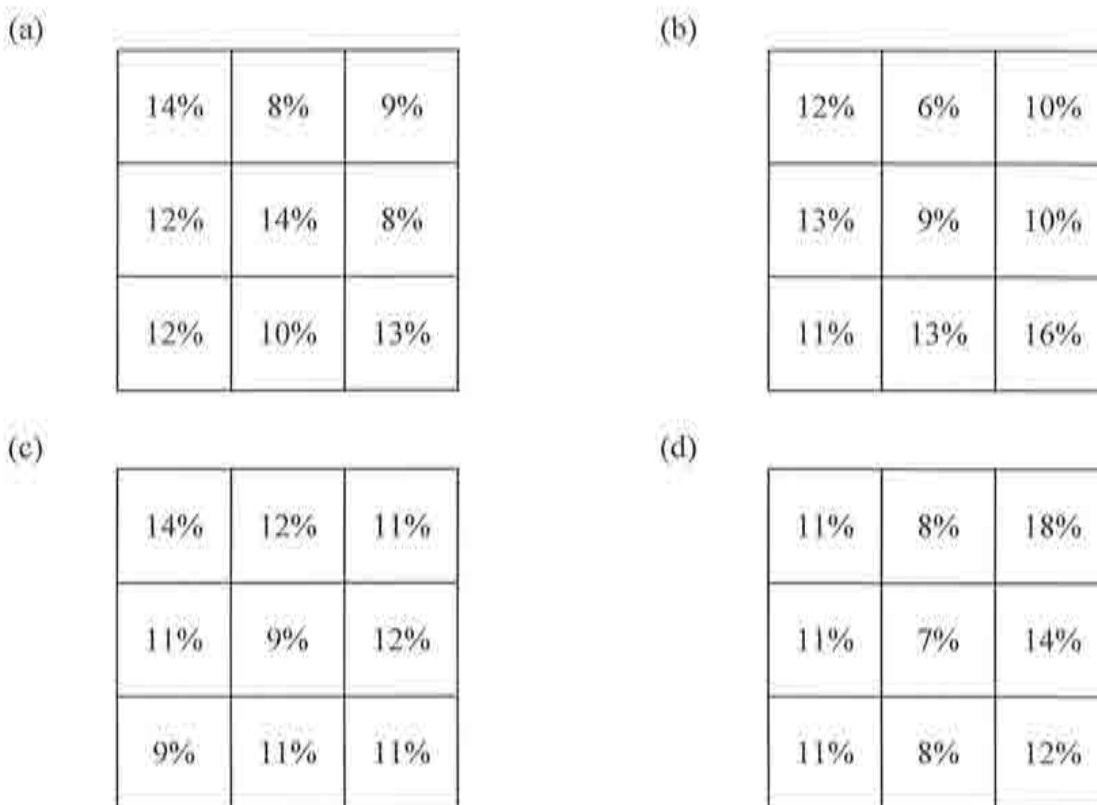 (a) (b)
14% 8% 9% 12% 6% 10%
12% 14% 8% 13% 9% 10%
12% 10% 13% 11% 13% 16%
(c) (d)
14% 12% 11% 11% 8% 18%
11% 9% 12% 11% 7% 14%
9% 11% 11% 11% 8% 12%